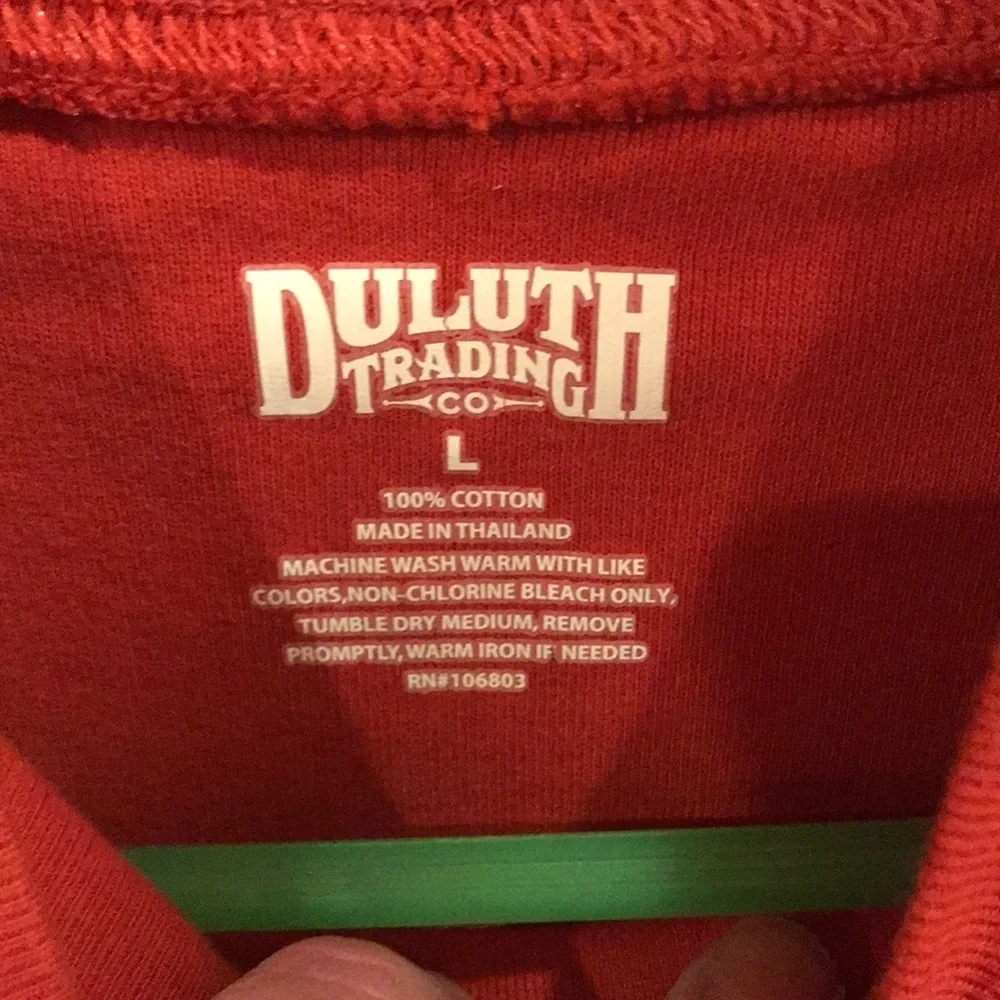 DULUTH
TRADING
CO
L
100% COTTON
MADE IN THAILAND
MACHINE WASH WARM WITH LIKE
COLORS,NON-CHLORINE BLEACH ONLY,
TUMBLE DRY MEDIUM, REMOVE
PROMPTLY, WARM IRON IF NEEDED
RN#106803